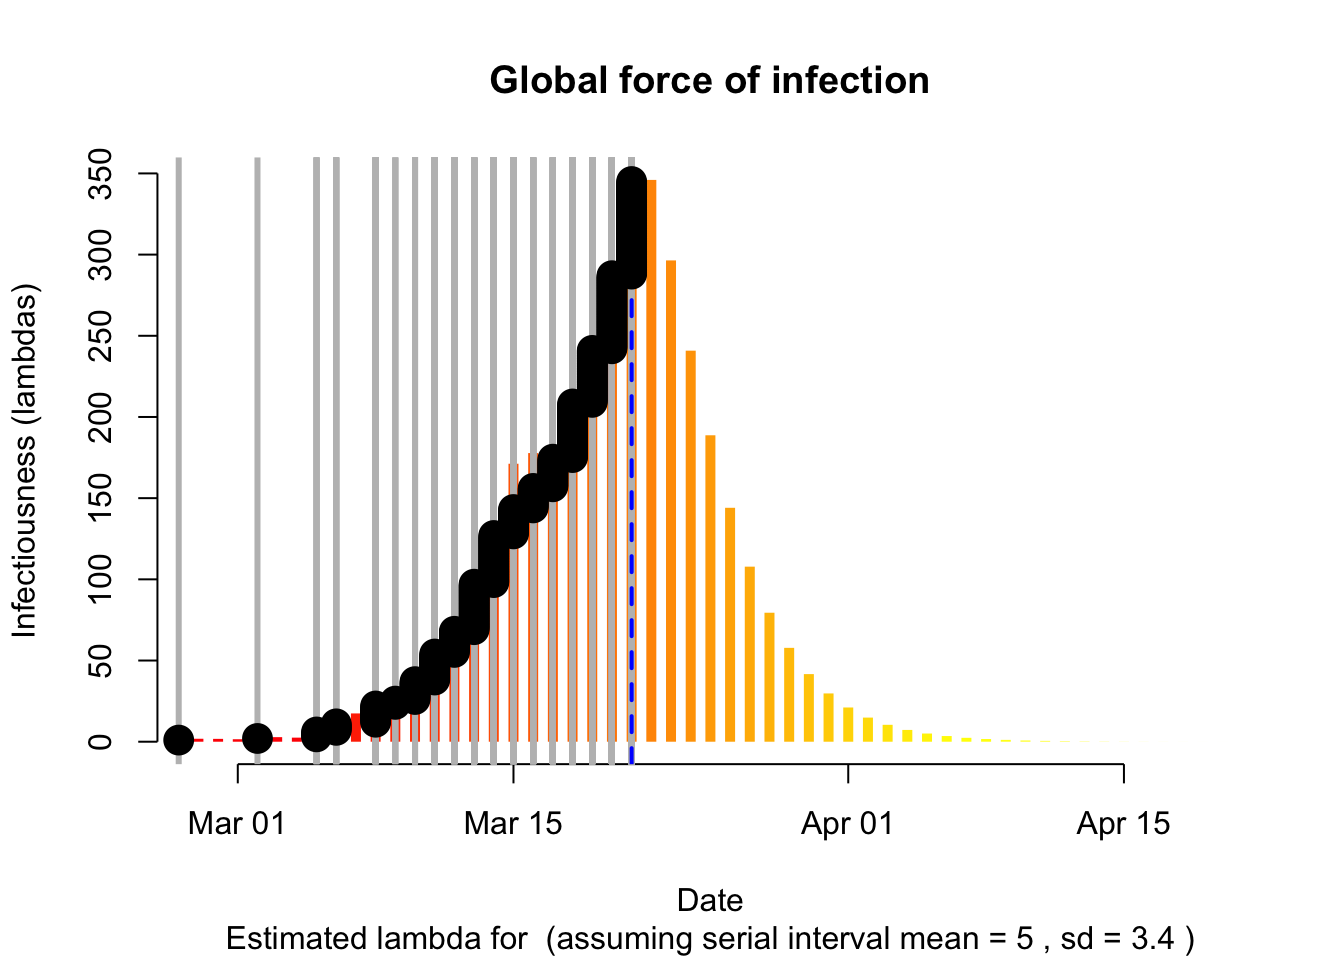 Global force of infection
Infectiousness (lambdas)
350
300
250
200
150
100
50
0
Mar 01
Mar 15
Apr 01
Apr 15
Date
Estimated lambda for  (assuming serial interval mean = 5 , sd = 3.4 )